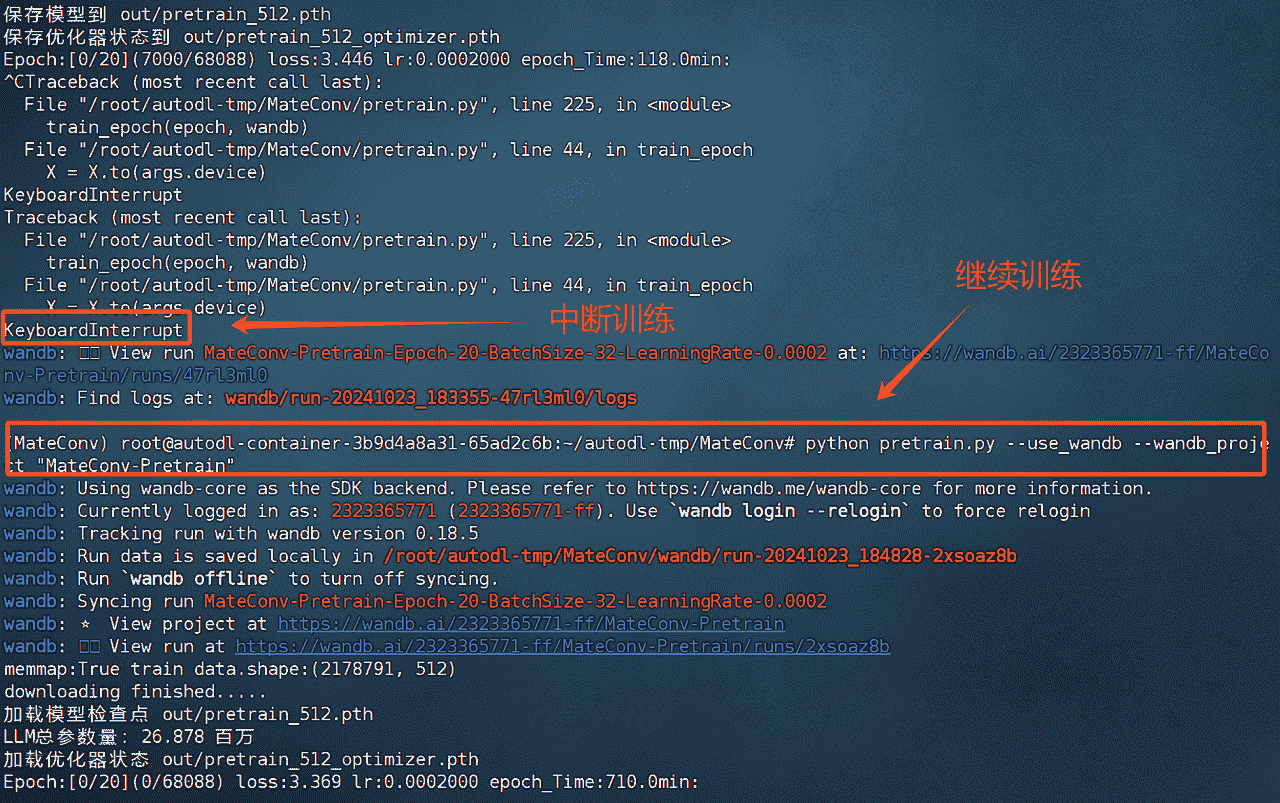 保存模型到 out/pretrain_512.pth
保存优化器状态到 out/pretrain_512_optimizer.pth
Epoch:[0/20](7000/68088) loss:3.446 lr:0.0002000 epoch_Time:118.0min:
^CTraceback (most recent call last):
  File "/root/autodl-tmp/MateConv/pretrain.py", line 225, in <module>
    train_epoch(epoch, wandb)
  File "/root/autodl-tmp/MateConv/pretrain.py", line 44, in train_epoch
    X = X.to(args.device)
KeyboardInterrupt
Traceback (most recent call last):
  File "/root/autodl-tmp/MateConv/pretrain.py", line 225, in <module>
    train_epoch(epoch, wandb)
  File "/root/autodl-tmp/MateConv/pretrain.py", line 44, in train_epoch
继续训练
    X = X.to(args.device)
KeyboardInterrupt
中断训练
wandb: View run MateConv-Pretrain-Epoch-20-BatchSize-32-LearningRate-0.0002 at: https://wandb.ai/2323365771-ff/MateCo
nv-Pretrain/runs/47rl3ml0
wandb: Find logs at: wandb/run-20241023_183355-47rl3ml0/logs
(MateConv) root@autodl-container-3b9d4a8a31-65ad2c6b:~/autodl-tmp/MateConv# python pretrain.py --use_wandb --wandb_proje
ct "MateConv-Pretrain"
wandb: Using wandb-core as the SDK backend. Please refer to https://wandb.me/wandb-core for more information.
wandb: Currently logged in as: 2323365771 (2323365771-ff). Use `wandb login --relogin` to force relogin
wandb: Tracking run with wandb version 0.18.5
wandb: Run data is saved locally in /root/autodl-tmp/MateConv/wandb/run-20241023_184828-2xsoaz8b
wandb: Run `wandb offline` to turn off syncing.
wandb: Syncing run MateConv-Pretrain-Epoch-20-BatchSize-32-LearningRate-0.0002
wandb: ⭐ View project at https://wandb.ai/2323365771-ff/MateConv-Pretrain
wandb: View run at https://wandb.ai/2323365771-ff/MateConv-Pretrain/runs/2xsoaz8b
memmap:True train data.shape:(2178791, 512)
downloading finished.....
加载模型检查点 out/pretrain_512.pth
LLM总参数量: 26.878 百万
加载优化器状态 out/pretrain_512_optimizer.pth
Epoch:[0/20](0/68088) loss:3.369 lr:0.0002000 epoch_Time:710.0min: